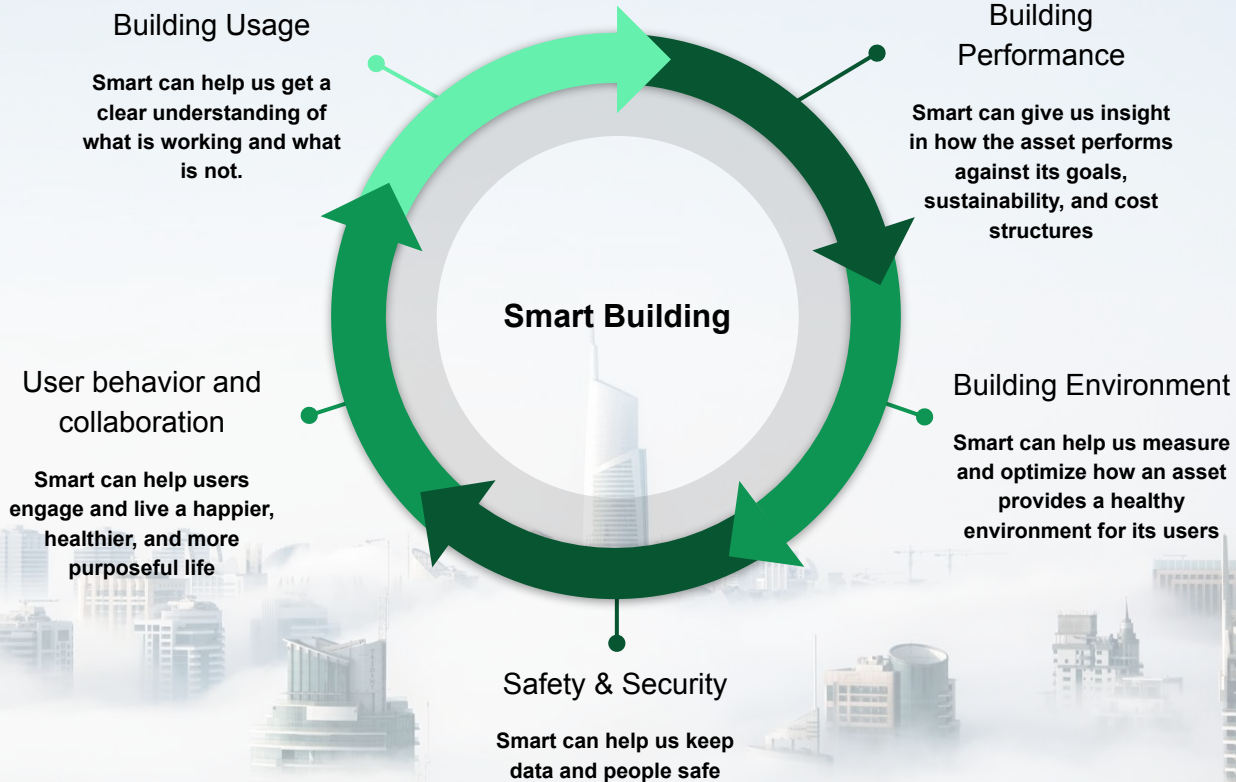 Building Usage
Smart can help us get a
clear understanding of
what is working and what
is not.
Building
Performance
Smart can give us insight
in how the asset performs
against its goals,
sustainability, and cost
structures
Smart Building
User behavior and
collaboration
Smart can help users
engage and live a happier,
healthier, and more
purposeful life
Building Environment
Smart can help us measure
and optimize how an asset
provides a healthy
environment for its users
Safety & Security
Smart can help us keep
data and people safe